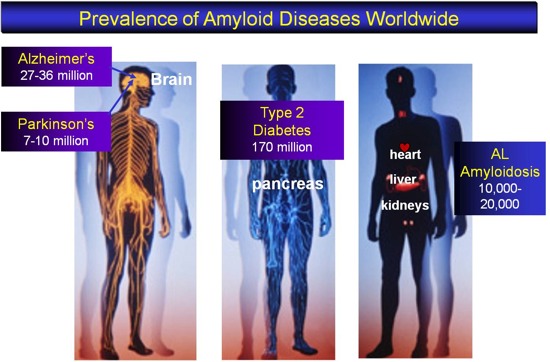 Prevalence of Amyloid Diseases Worldwide
Alzheimer's
27-36 million
Brain
Parkinson's
7-10 million
Type 2
Diabetes
170 million
pancreas
heart
liver
kidneys
AL
Amyloidosis
10,000-
20,000